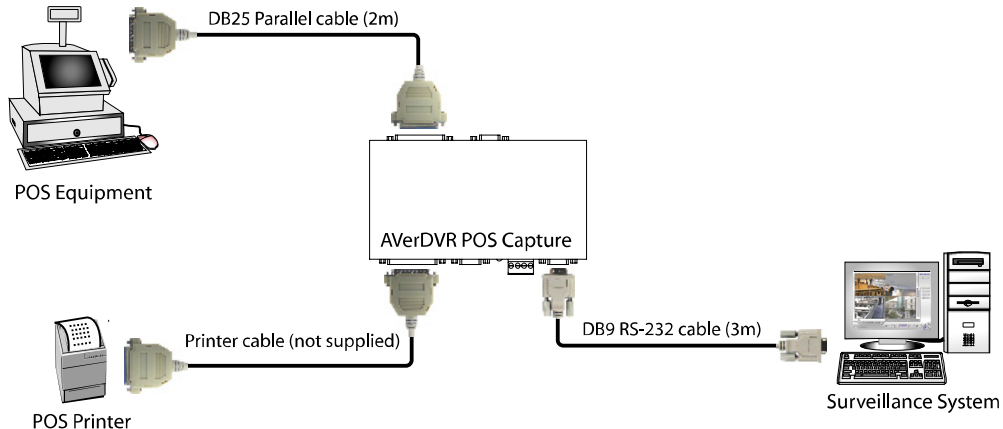 DB25 Parallel cable (2m)
POS Equipment
AVerDVR POS Capture
Printer cable (not supplied)
DB9 RS-232 cable (3m)
POS Printer
Surveillance System